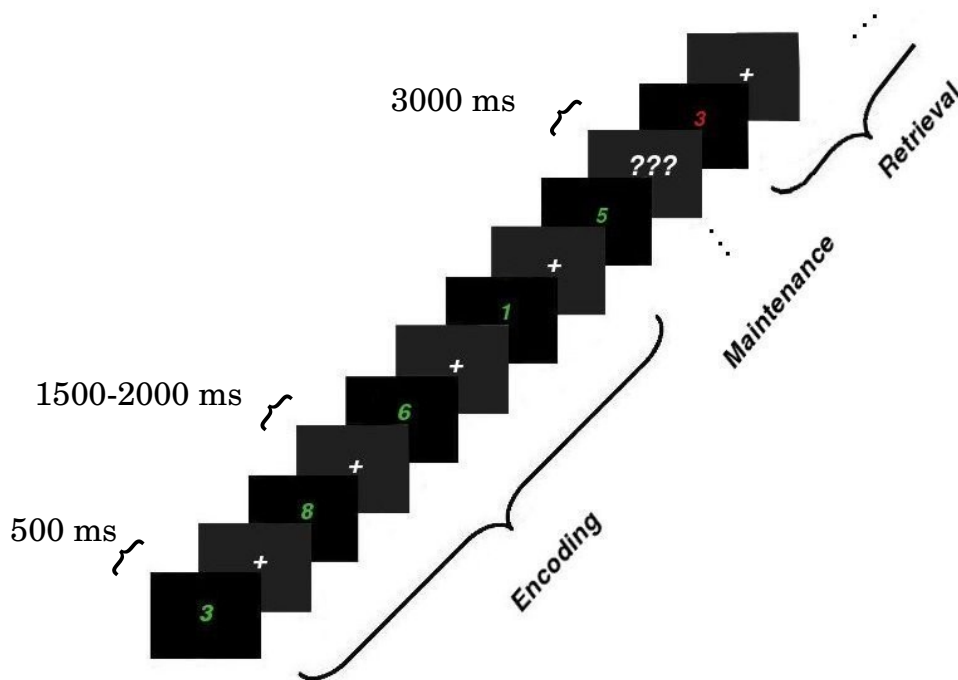 +
3000 ms
3
???
5
+
1
+
1500-2000 ms
6
+
8
500 ms
+
3
Retrieval
Maintenance
Encoding